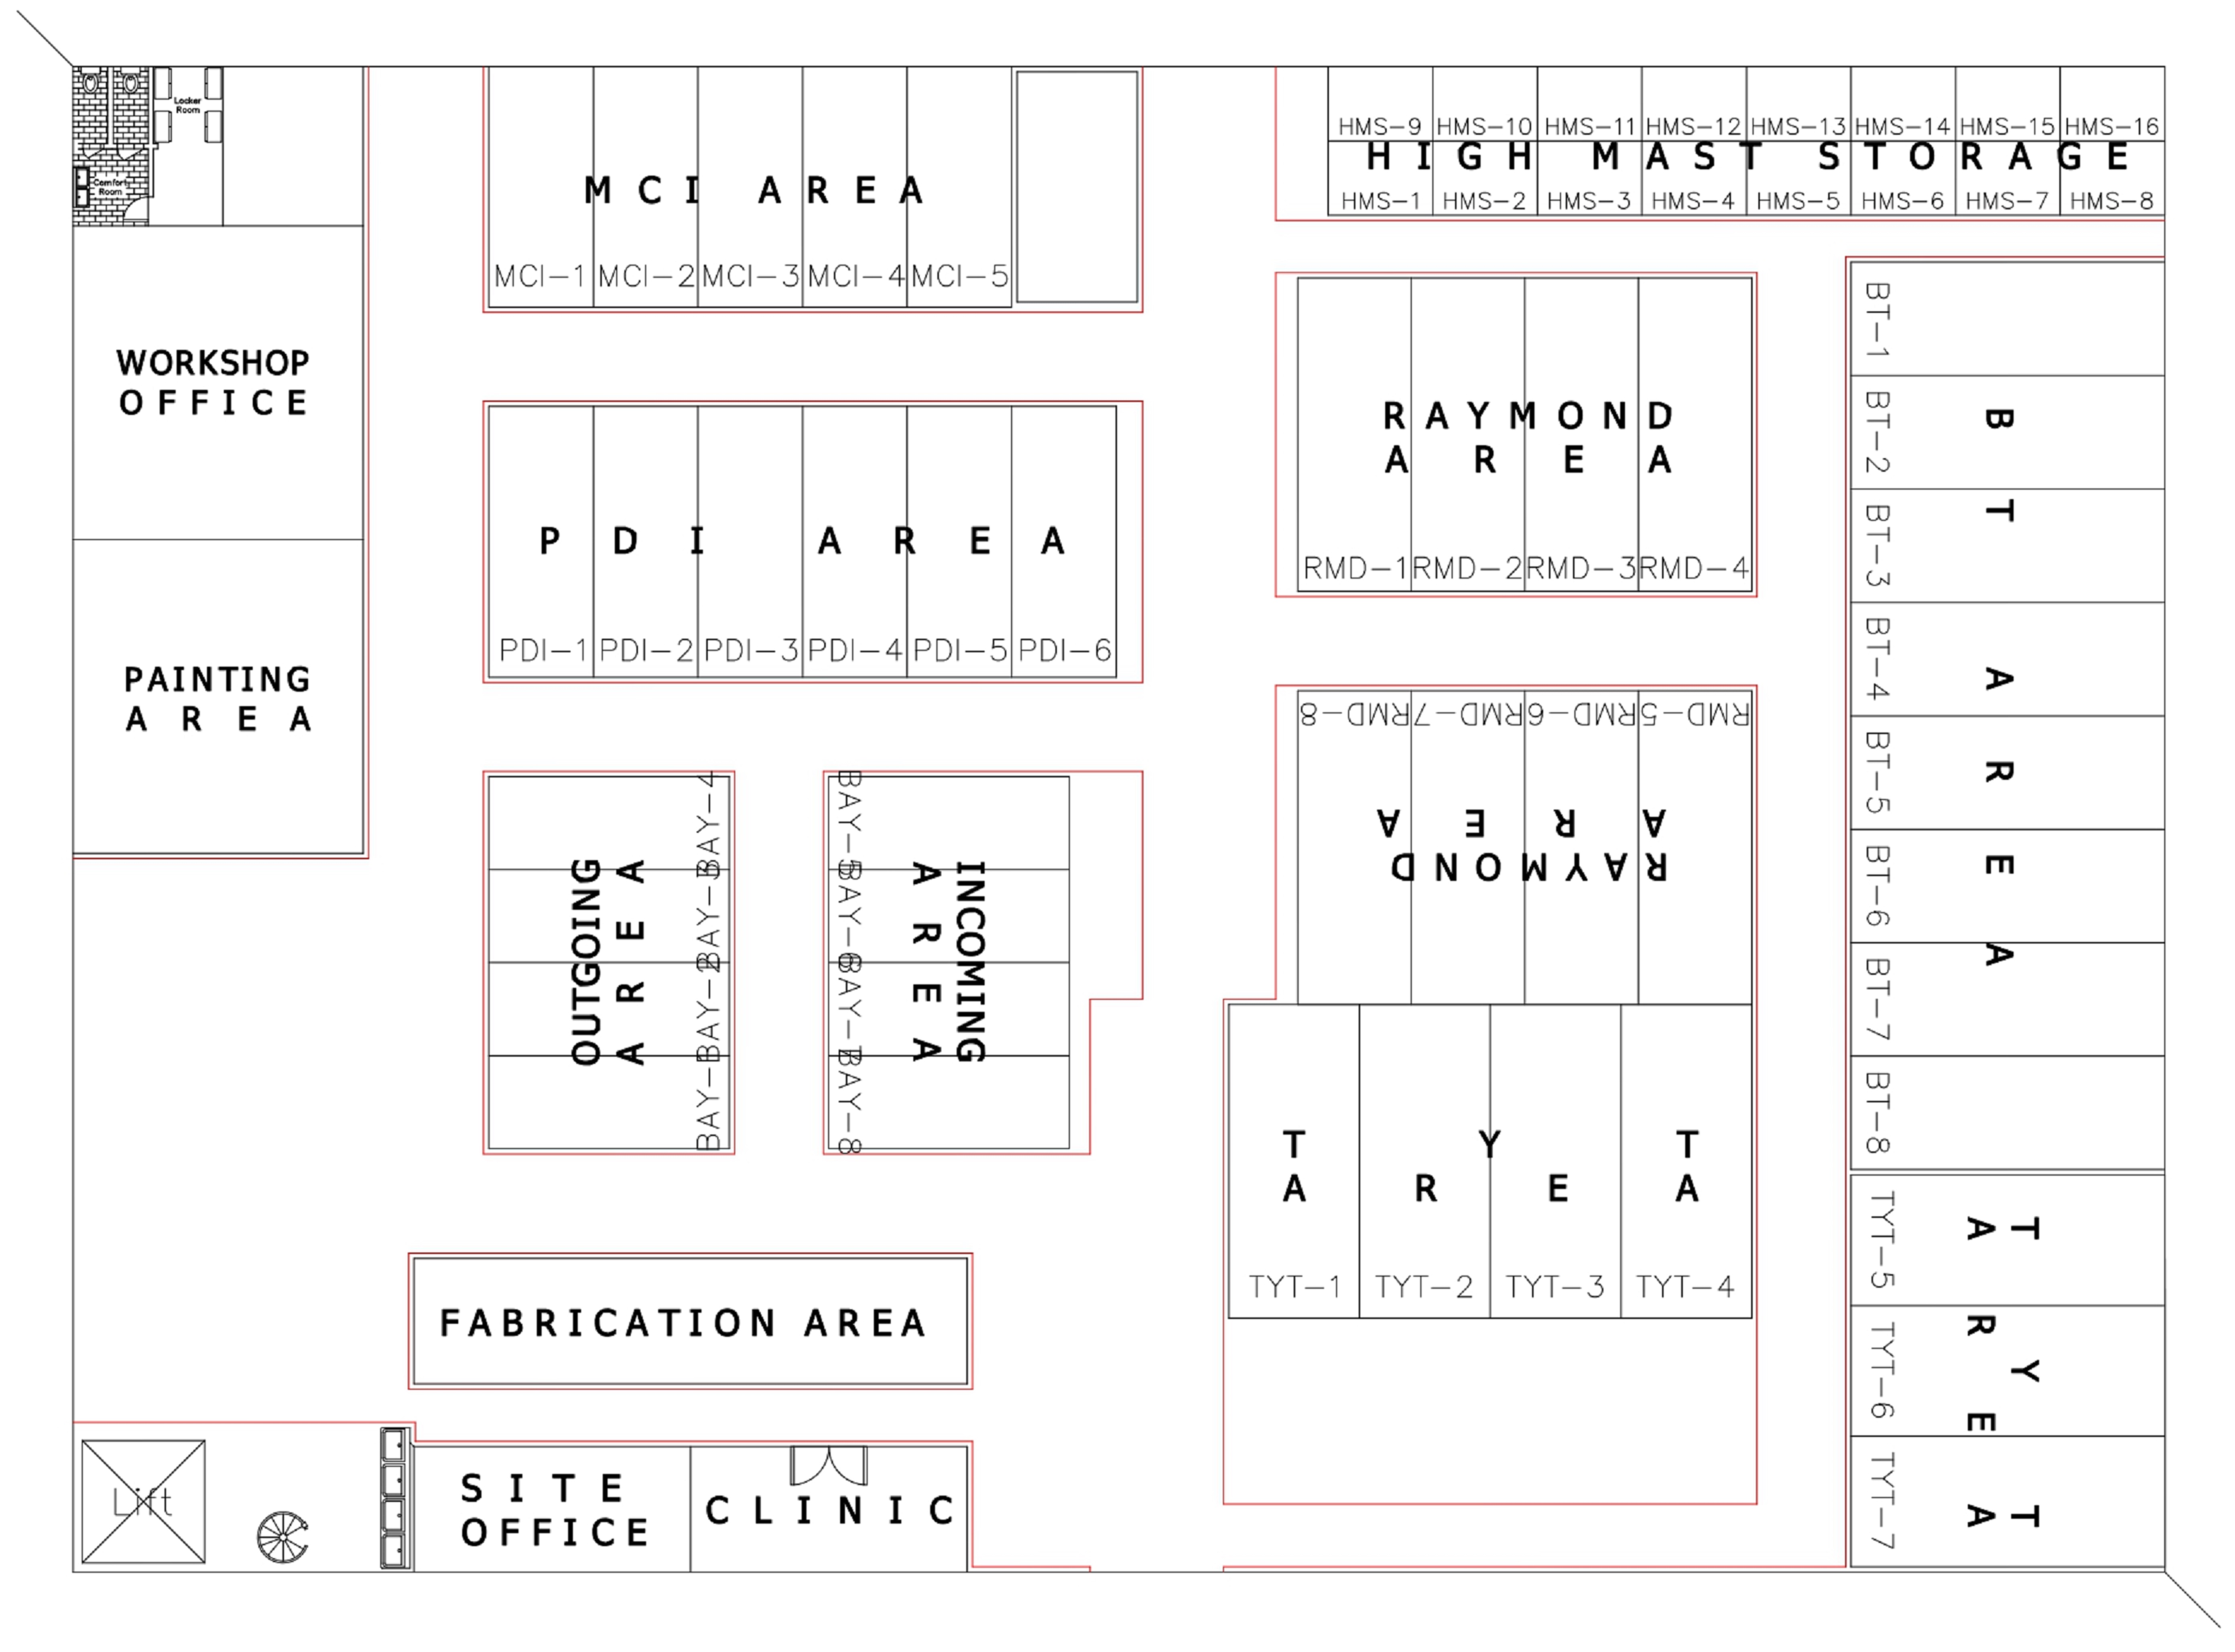 Locker
Room
Comfort
Room
WORKSHOP
OFFICE
PAINTING
AREA
MCI AREA
MCI-1 MCI-2 MCI-3 MCI-4 MCI-5
PDI AREA
PDI-1 PDI-2 PDI-3 PDI-4 PDI-5 PDI-6
OUTGOING
AREA
BAY-1 BAY-2 BAY-3 BAY-4
BAY-5 BAY-6 BAY-7 BAY-8
INCOMING
AREA
FABRICATION AREA
Lift
SITE
OFFICE
CLINIC
HMS-9 HMS-10 HMS-11 HMS-12 HMS-13 HMS-14 HMS-15 HMS-16
HIGH MAST STORAGE
HMS-1 HMS-2 HMS-3 HMS-4 HMS-5 HMS-6 HMS-7 HMS-8
RAYMOND
AREA
RMD-1 RMD-2 RMD-3 RMD-4
RAYMOND
AREA
RMD-5 RMD-6 RMD-7 RMD-8
TYT
AREA
TYT-1 TYT-2 TYT-3 TYT-4
BT AREA
BT-1 BT-2 BT-3 BT-4 BT-5 BT-6 BT-7 BT-8
TYT
AREA
TYT-5 TYT-6 TYT-7